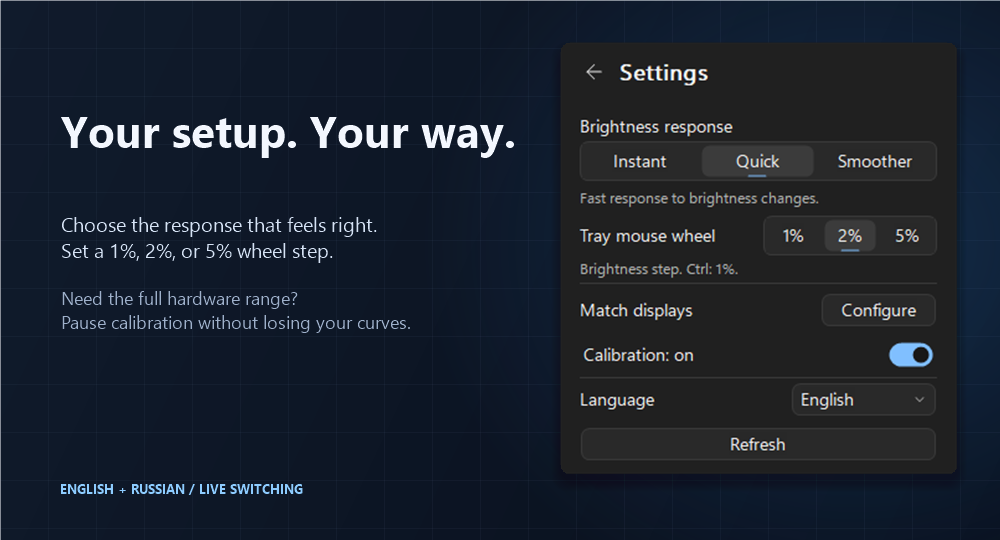 Your setup. Your way.
Choose the response that feels right.
Set a 1%, 2%, or 5% wheel step.
Need the full hardware range?
Pause calibration without losing your curves.
ENGLISH + RUSSIAN / LIVE SWITCHING
Settings
Brightness response
Instant Quick Smoother
Fast response to brightness changes.
Tray mouse wheel 1% 2% 5%
Brightness step. Ctrl: 1%.
Match displays Configure
Calibration: on
Language English
Refresh